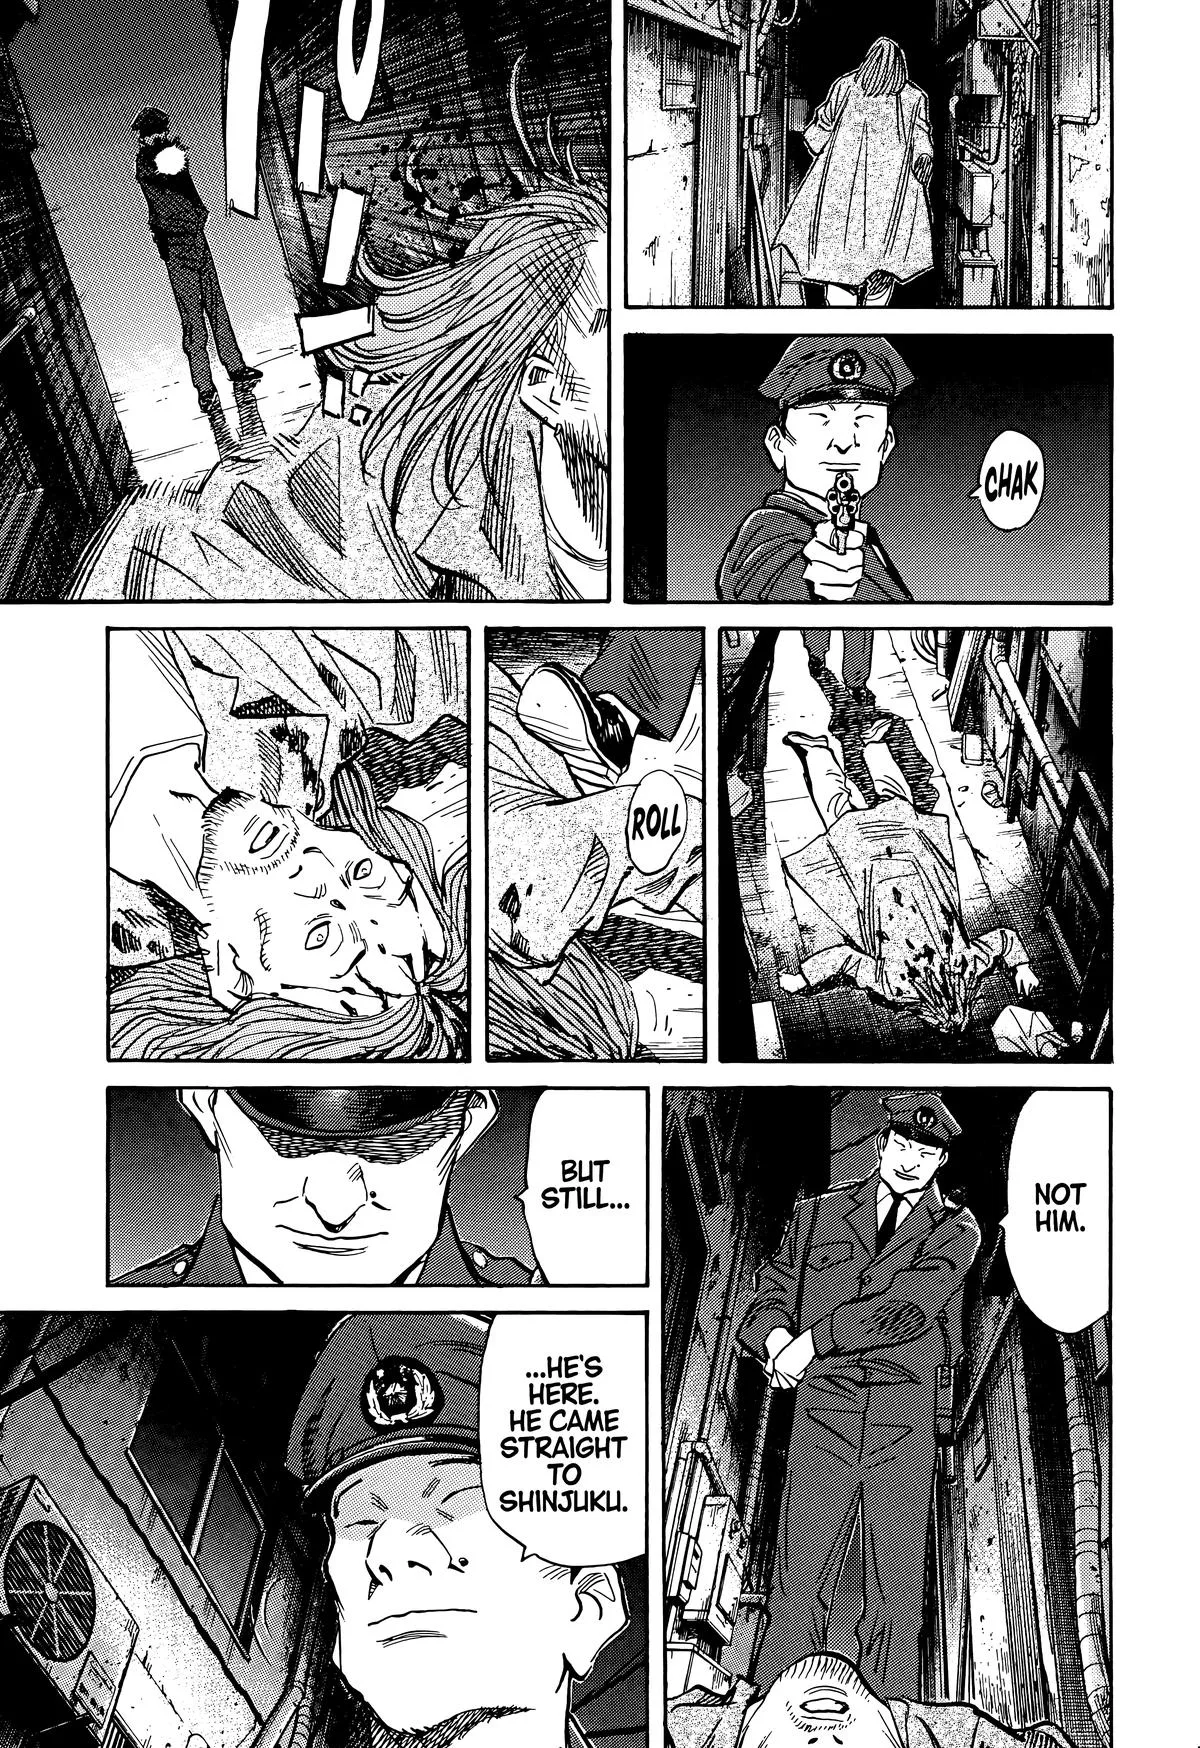 CHAK
ROLL
NOT
HIM.
BUT
STILL...
...HE'S
HERE.
HE CAME
STRAIGHT
TO
SHINJUKU.